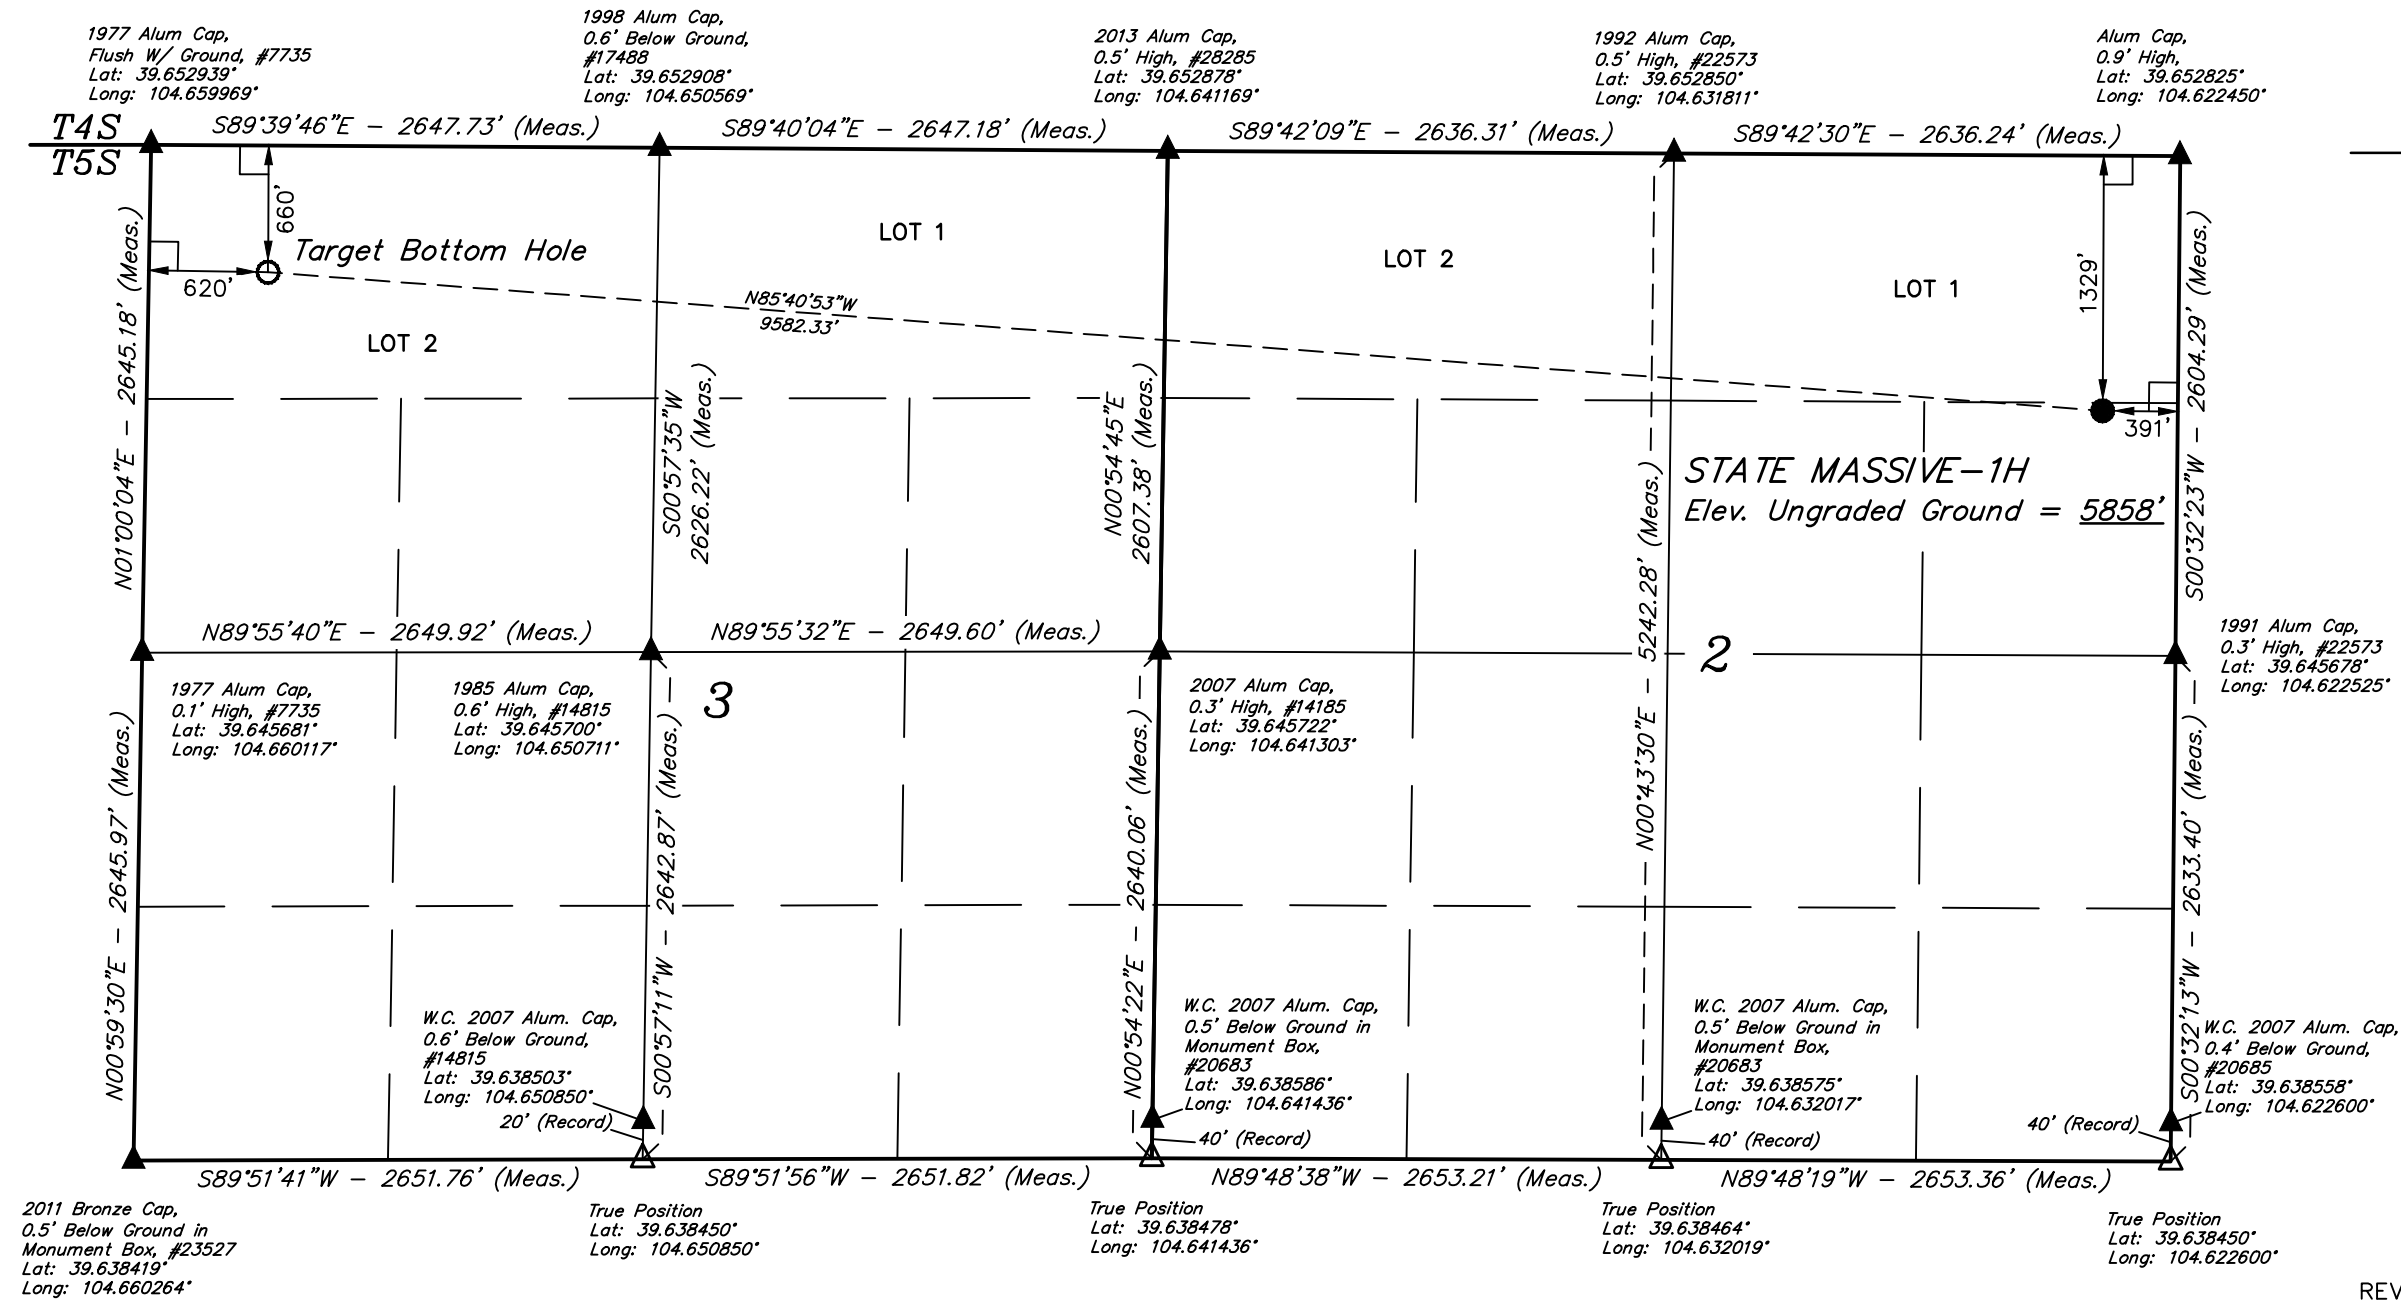 1977 Alum Cap,
Flush W/ Ground, #7735
Lat: 39.652939°
Long: 104.659969°
1998 Alum Cap,
0.6' Below Ground,
#17488
Lat: 39.652908°
Long: 104.650569°
2013 Alum Cap,
0.5' High, #28285
Lat: 39.652878°
Long: 104.641169°
1992 Alum Cap,
0.5' High, #22573
Lat: 39.652850°
Long: 104.631811°
Alum Cap,
0.9' High,
Lat: 39.652825°
Long: 104.622450°
T4S
T5S
S89°39'46"E – 2647.73' (Meas.)
S89°40'04"E – 2647.18' (Meas.)
S89°42'09"E – 2636.31' (Meas.)
S89°42'30"E – 2636.24' (Meas.)
660'
620'
Target Bottom Hole
LOT 2
LOT 1
LOT 2
LOT 1
N85°40'53"W
9582.33'
1329'
391'
STATE MASSIVE–1H
Elev. Ungraded Ground = 5858'
N01°00'04"E – 2645.18' (Meas.)
S00°57'35"W
2626.22' (Meas.)
N00°54'45"E
2607.38' (Meas.)
N00°43'30"E – 5242.28' (Meas.)
S00°32'23"W – 2604.29' (Meas.)
N89°55'40"E – 2649.92' (Meas.)
N89°55'32"E – 2649.60' (Meas.)
3
2
1977 Alum Cap,
0.1' High, #7735
Lat: 39.645681°
Long: 104.660117°
1985 Alum Cap,
0.6' High, #14815
Lat: 39.645700°
Long: 104.650711°
2007 Alum Cap,
0.3' High, #14185
Lat: 39.645722°
Long: 104.641303°
1991 Alum Cap,
0.3' High, #22573
Lat: 39.645678°
Long: 104.622525°
N00°59'30"E – 2645.97' (Meas.)
S00°57'11"W – 2642.87' (Meas.)
N00°54'22"E – 2640.06' (Meas.)
S00°32'13"W – 2633.40' (Meas.)
W.C. 2007 Alum. Cap,
0.6' Below Ground,
#14815
Lat: 39.638503°
Long: 104.650850°
20' (Record)
W.C. 2007 Alum. Cap,
0.5' Below Ground in
Monument Box,
#20683
Lat: 39.638586°
Long: 104.641436°
40' (Record)
W.C. 2007 Alum. Cap,
0.5' Below Ground in
Monument Box,
#20683
Lat: 39.638575°
Long: 104.632017°
40' (Record)
W.C. 2007 Alum. Cap,
0.4' Below Ground,
#20685
Lat: 39.638558°
Long: 104.622600°
40' (Record)
S89°51'41"W – 2651.76' (Meas.)
S89°51'56"W – 2651.82' (Meas.)
N89°48'38"W – 2653.21' (Meas.)
N89°48'19"W – 2653.36' (Meas.)
2011 Bronze Cap,
0.5' Below Ground in
Monument Box, #23527
Lat: 39.638419°
Long: 104.660264°
True Position
Lat: 39.638450°
Long: 104.650850°
True Position
Lat: 39.638478°
Long: 104.641436°
True Position
Lat: 39.638464°
Long: 104.632019°
True Position
Lat: 39.638450°
Long: 104.622600°
REV